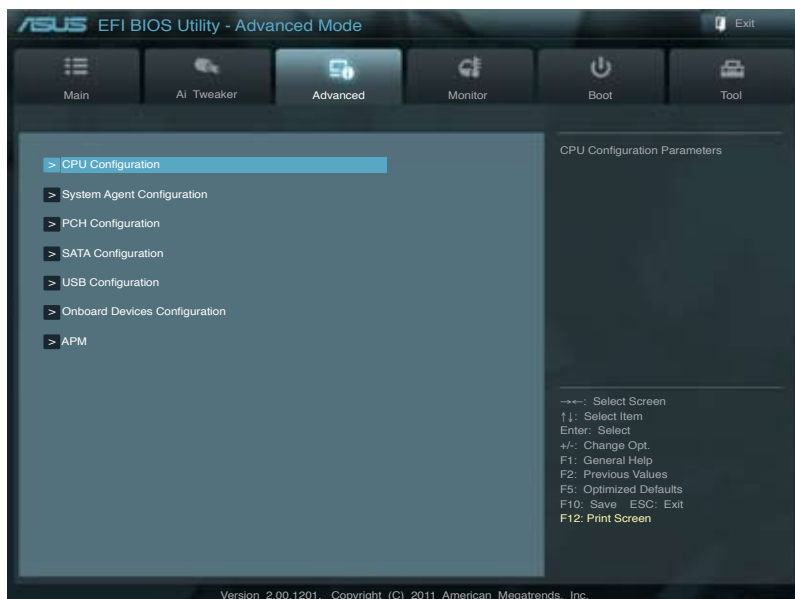 ASUS EFI BIOS Utility - Advanced Mode
Exit
Main
Ai Tweaker
Advanced
Monitor
Boot
Tool
> CPU Configuration
> System Agent Configuration
> PCH Configuration
> SATA Configuration
> USB Configuration
> Onboard Devices Configuration
> APM
CPU Configuration Parameters
→←: Select Screen
↑↓: Select Item
Enter: Select
+/-: Change Opt.
F1: General Help
F2: Previous Values
F5: Optimized Defaults
F10: Save ESC: Exit
F12: Print Screen
Version 2.00.1201. Copyright (C) 2011 American Megatrends, Inc.